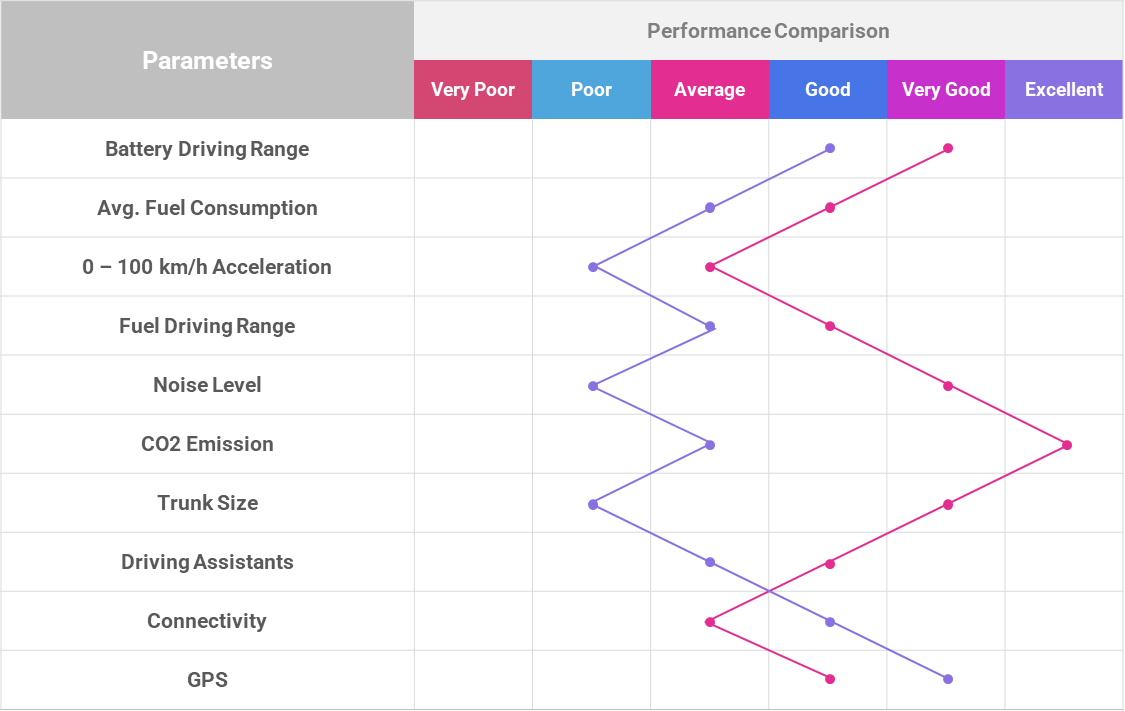 Parameters
Performance Comparison
Very Poor
Poor
Average
Good
Very Good
Excellent
Battery Driving Range
Avg. Fuel Consumption
0 – 100 km/h Acceleration
Fuel Driving Range
Noise Level
CO2 Emission
Trunk Size
Driving Assistants
Connectivity
GPS